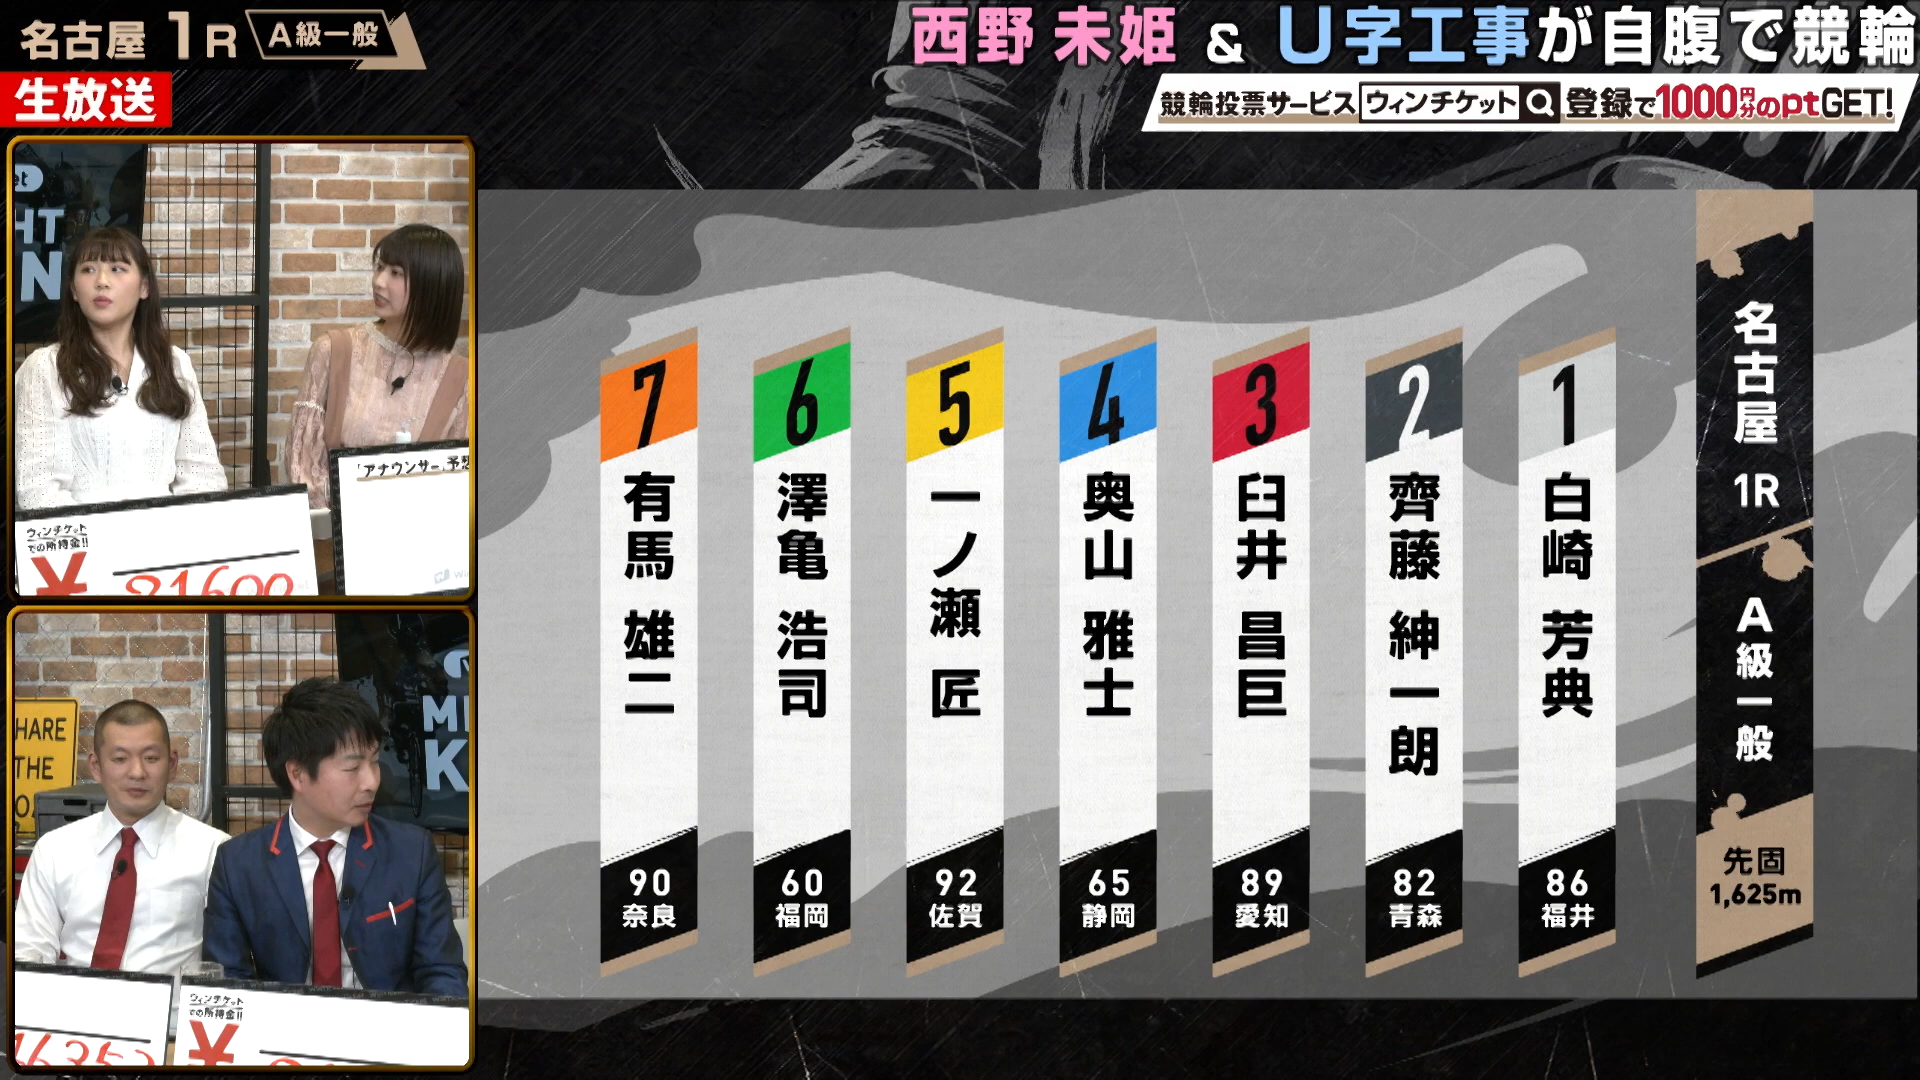 名古屋 1R A級一般
生放送
西野 未姫 & U字工事が自腹で競輪
競輪投票サービス ウィンチケット 登録で1000円分のptGET!
HT
N
「アナウンサー」予想
ウィンチケット
での所得金!!
¥ 81600
HARE
THE
MI
K
ウィンチケット
での所得金!!
¥
名古屋 1R
A級一般
先固
1,625m
1
白崎 芳典
86
福井
2
齊藤 紳一朗
82
青森
3
臼井 昌巨
89
愛知
4
奥山 雅士
65
静岡
5
一ノ瀬 匠
92
佐賀
6
澤亀 浩司
60
福岡
7
有馬 雄二
90
奈良